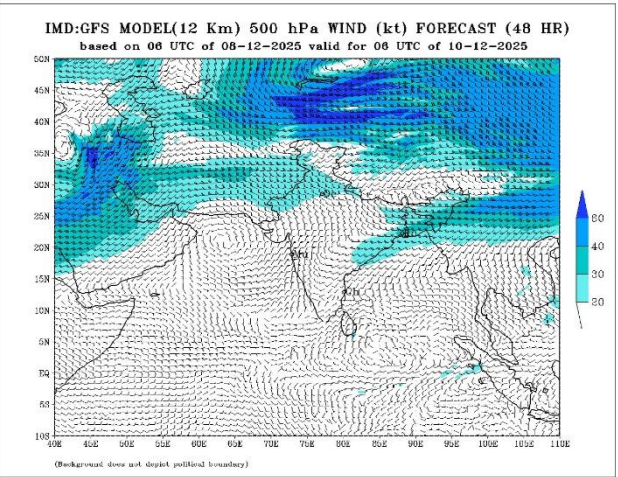 IMD:GFS MODEL(12 Km) 500 hPa WIND (kt) FORECAST (48 HR)
based on 06 UTC of 08-12-2025 valid for 06 UTC of 10-12-2025
50N
45N
40N
35N
30N
25N
20N
15N
10N
5N
EQ
5S
10S
40E 45E 50E 55E 60E 65E 70E 75E 80E 85E 90E 95E 100E 105E 110E
60
40
30
20
(Background does not depict political boundary)